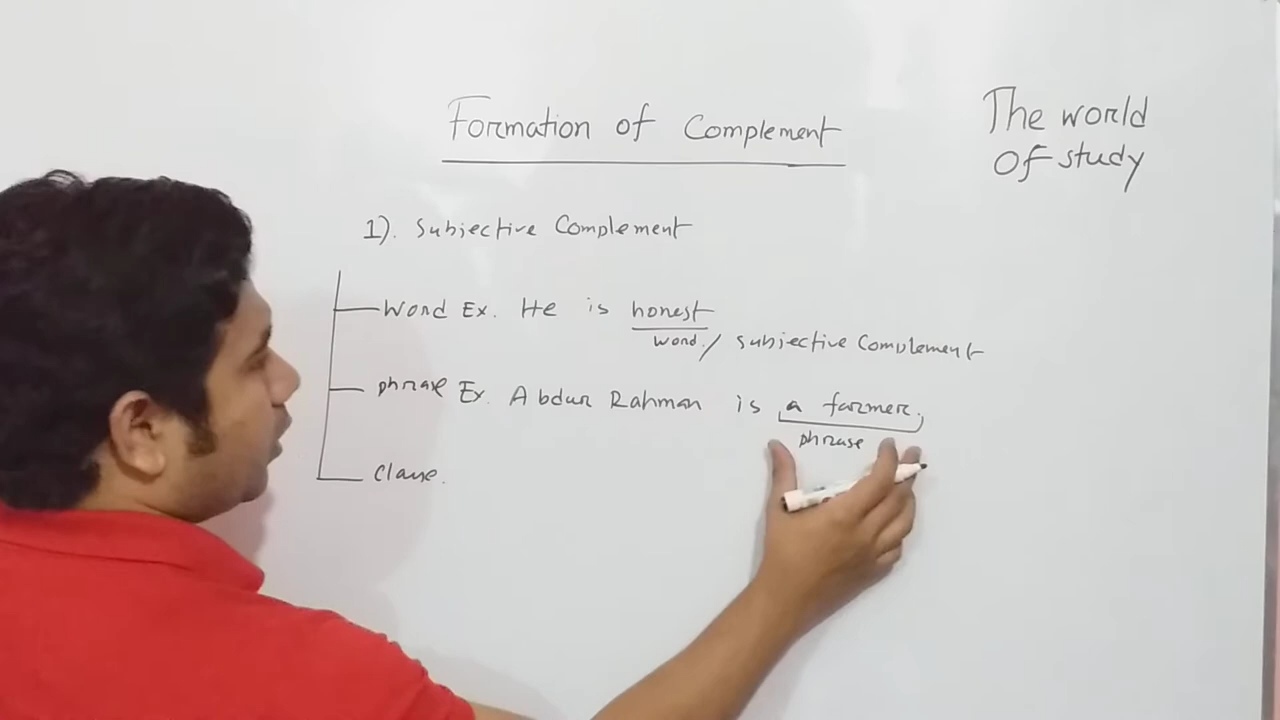 Formation of Complement
The world
Of study
1). Subjective Complement
Word Ex. He is honest
word / subjective Complement
phrase Ex. Abdur Rahman is a farmer.
phrase
Clause.